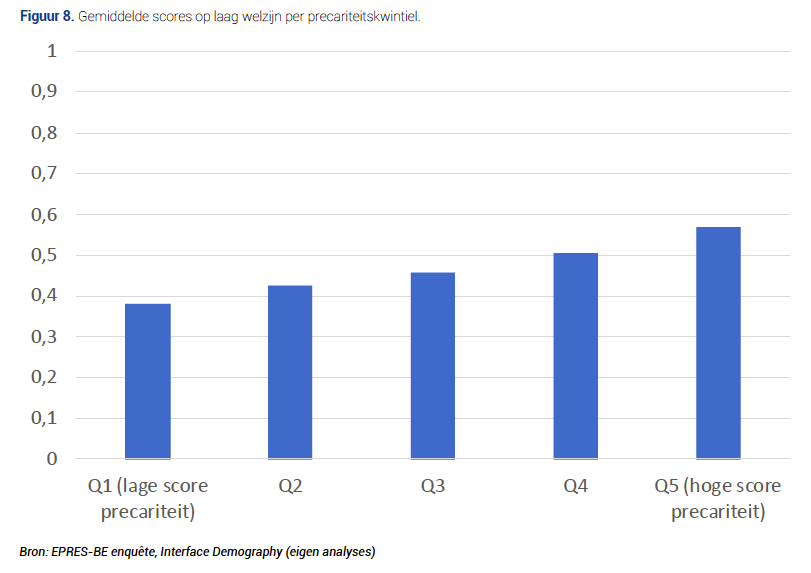 Figuur 8. Gemiddelde scores op laag welzijn per precariteitskwintiel.
1
0,9
0,8
0,7
0,6
0,5
0,4
0,3
0,2
0,1
0
Q1 (lage score precariteit)
Q2
Q3
Q4
Q5 (hoge score precariteit)
Bron: EPRES-BE enquête, Interface Demography (eigen analyses)